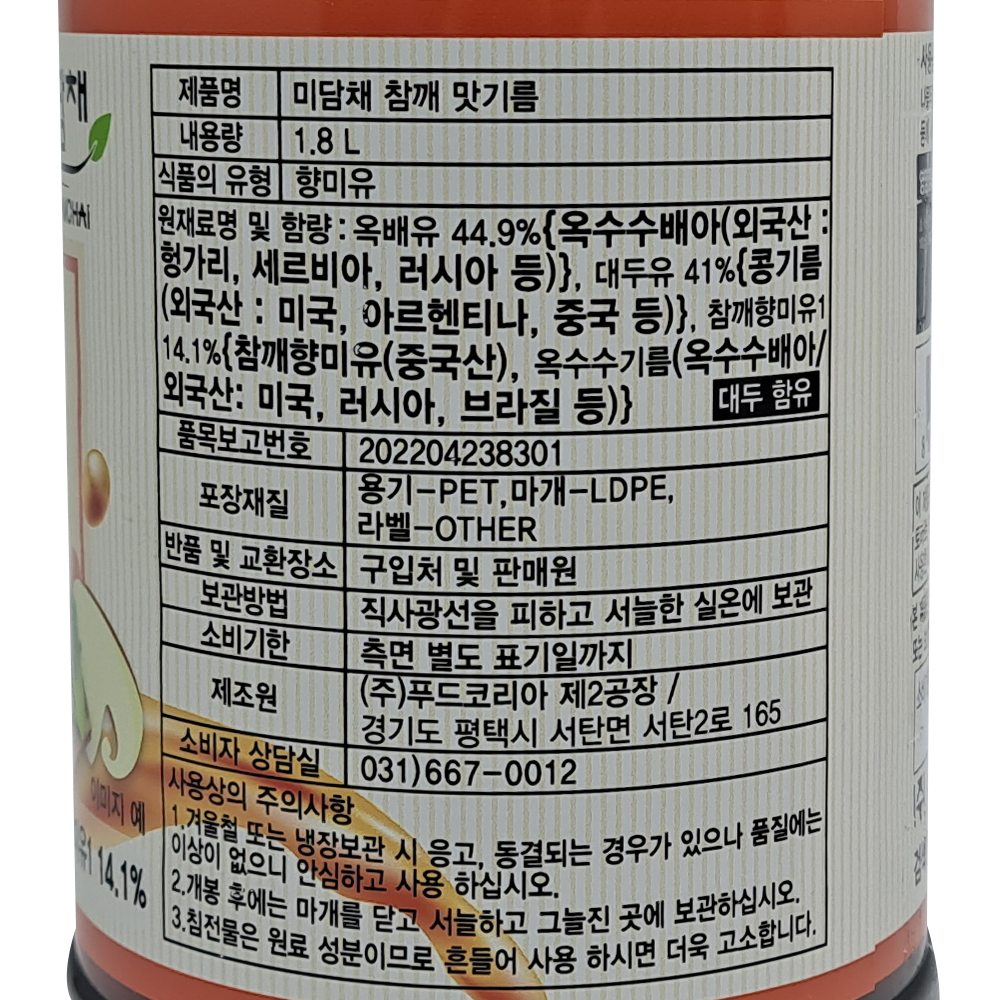 채
CHAi
제품명 미담채 참깨 맛기름
내용량 1.8 L
식품의 유형 향미유
원재료명 및 함량 : 옥배유 44.9%{옥수수배아(외국산 :
헝가리, 세르비아, 러시아 등)}, 대두유 41%{콩기름
(외국산 : 미국, 아르헨티나, 중국 등)}, 참깨향미유1
14.1%{참깨향미유(중국산), 옥수수기름(옥수수배아/
외국산: 미국, 러시아, 브라질 등)} 대두 함유
품목보고번호 202204238301
포장재질 용기-PET,마개-LDPE,
라벨-OTHER
반품 및 교환장소 구입처 및 판매원
보관방법 직사광선을 피하고 서늘한 실온에 보관
소비기한 측면 별도 표기일까지
제조원 (주)푸드코리아 제2공장 /
경기도 평택시 서탄면 서탄2로 165
소비자 상담실 031)667-0012
사용상의 주의사항
1.겨울철 또는 냉장보관 시 응고, 동결되는 경우가 있으나 품질에는
이상이 없으니 안심하고 사용 하십시오.
2.개봉 후에는 마개를 닫고 서늘하고 그늘진 곳에 보관하십시오.
3.침전물은 원료 성분이므로 흔들어 사용 하시면 더욱 고소합니다.
이미지 예
유1 14.1%